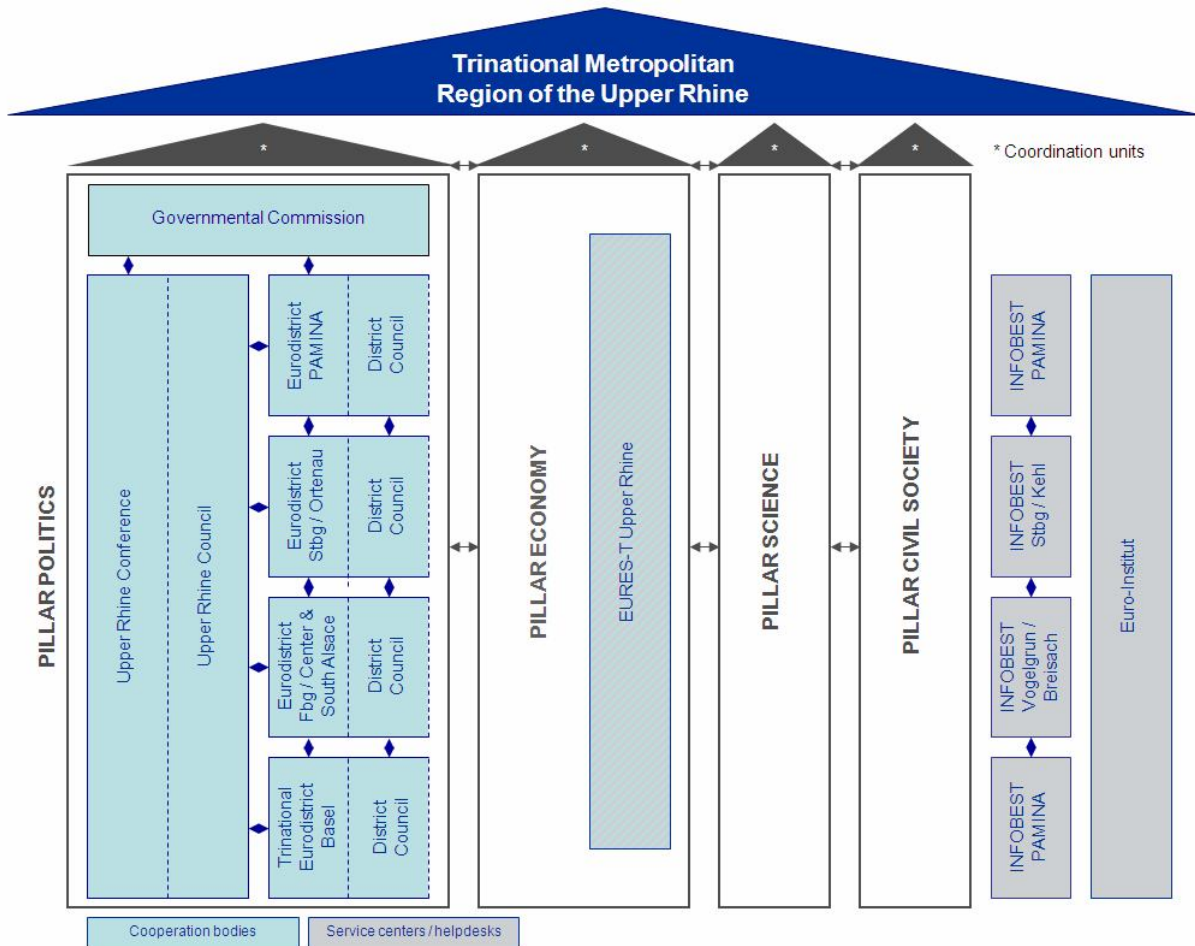 Trinational Metropolitan
Region of the Upper Rhine
*
*
*
*
* Coordination units
PILLAR POLITICS
Governmental Commission
Upper Rhine Conference
Upper Rhine Council
Eurodistrict
PAMINA
District
Council
Eurodistrict
Stbg / Ortenau
District
Council
Eurodistrict
Fbg / Center &
South Alsace
District
Council
Trinational
Eurodistrict
Basel
District
Council
PILLAR ECONOMY
EURES-T Upper Rhine
PILLAR SCIENCE
PILLAR CIVIL SOCIETY
INFOBEST
PAMINA
INFOBEST
Stbg / Kehl
INFOBEST
Vogelgrun /
Breisach
INFOBEST
PAMINA
Euro-Institut
Cooperation bodies
Service centers / helpdesks